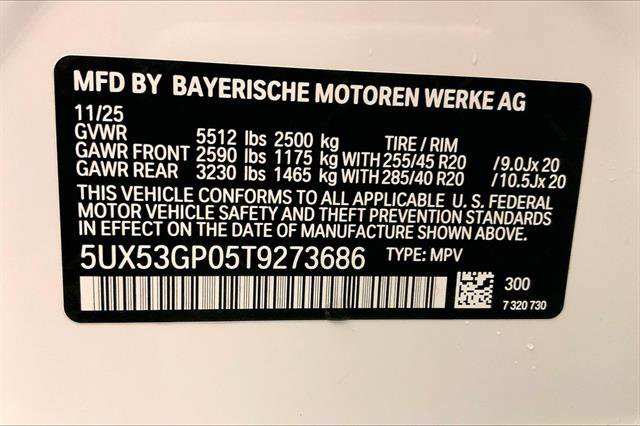 MFD BY BAYERISCHE MOTOREN WERKE AG
11/25
GVWR 5512 lbs 2500 kg TIRE / RIM
GAWR FRONT 2590 lbs 1175 kg WITH 255/45 R20 /9.0Jx 20
GAWR REAR 3230 lbs 1465 kg WITH 285/40 R20 /10.5Jx 20
THIS VEHICLE CONFORMS TO ALL APPLICABLE U. S. FEDERAL
MOTOR VEHICLE SAFETY AND THEFT PREVENTION STANDARDS
IN EFFECT ON THE DATE OF MANUFACTURE SHOWN ABOVE.
5UX53GP05T9273686 TYPE: MPV
300
7 320 730